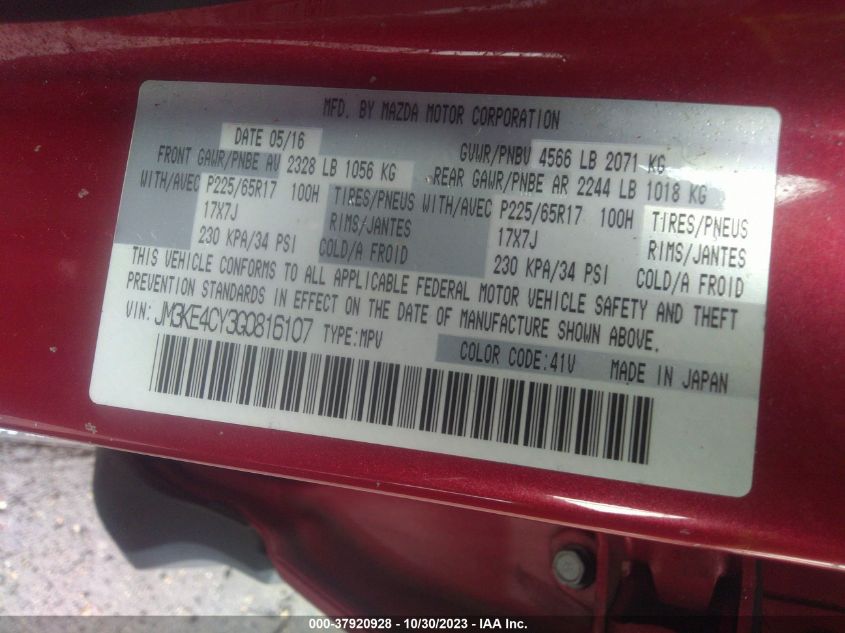 MFD. BY MAZDA MOTOR CORPORATION
DATE 05/16 GVWR/PNBV 4566 LB 2071 KG
FRONT GAWR/PNBE AV 2328 LB 1056 KG REAR GAWR/PNBE AR 2244 LB 1018 KG
WITH/AVEC P225/65R17 100H TIRES/PNEUS WITH/AVEC P225/65R17 100H TIRES/PNEUS
17X7J RIMS/JANTES 17X7J RIMS/JANTES
230 KPA/34 PSI COLD/A FROID 230 KPA/34 PSI COLD/A FROID
THIS VEHICLE CONFORMS TO ALL APPLICABLE FEDERAL MOTOR VEHICLE SAFETY AND THEFT
PREVENTION STANDARDS IN EFFECT ON THE DATE OF MANUFACTURE SHOWN ABOVE.
VIN: JM3KE4CY3G0816107 TYPE:MPV
COLOR CODE:41V MADE IN JAPAN
000-37920928 - 10/30/2023 - IAA Inc.